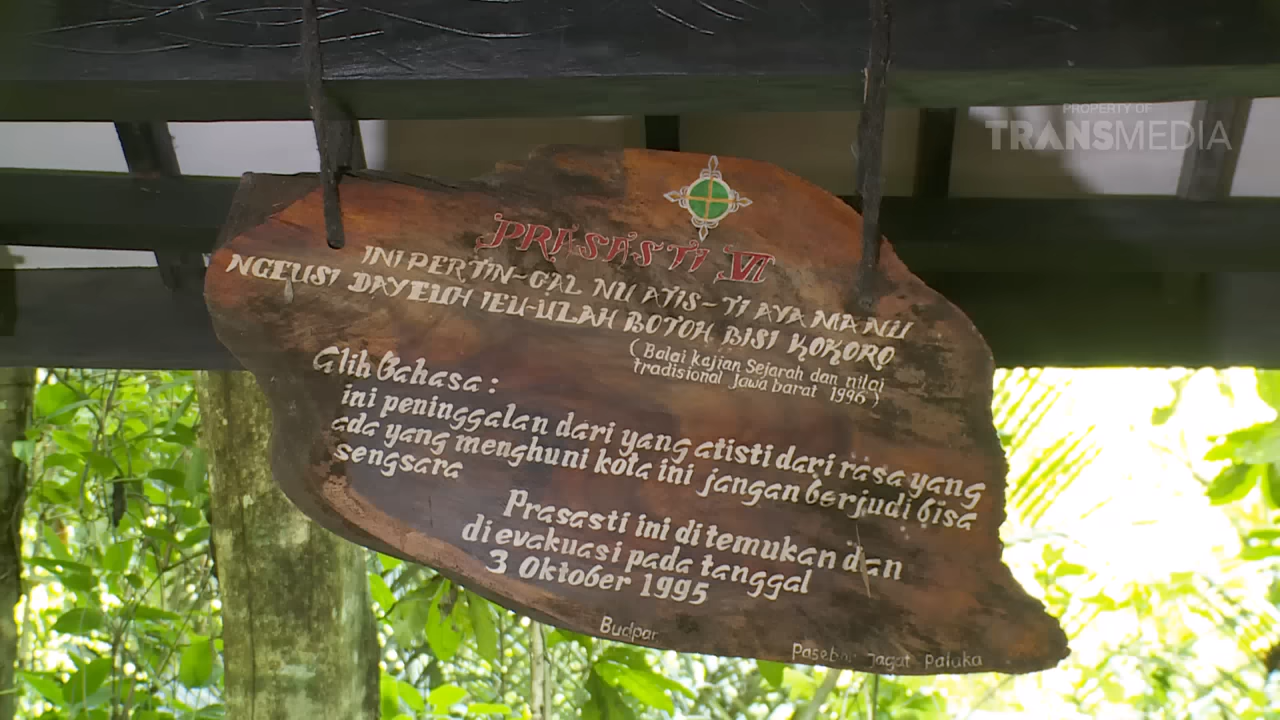 PROPERTY OF
TRANSMEDIA
PRASASTI VI
INI PERTIN-GAL NU ATIS-TI AYA MA NU
NGEUSI DAYEUH IEU-ULAH BOTOH BISI KOKORO
( Balai kajian Sejarah dan nilai
tradisional Jawa barat 1996 )
Alih Bahasa :
ini peninggalan dari yang atisti dari rasa yang
ada yang menghuni kota ini jangan berjudi bisa
sengsara
Prasasti ini di temukan dan
di evakuasi pada tanggal
3 Oktober 1995
Budpar
Paseban Jagat Palaka